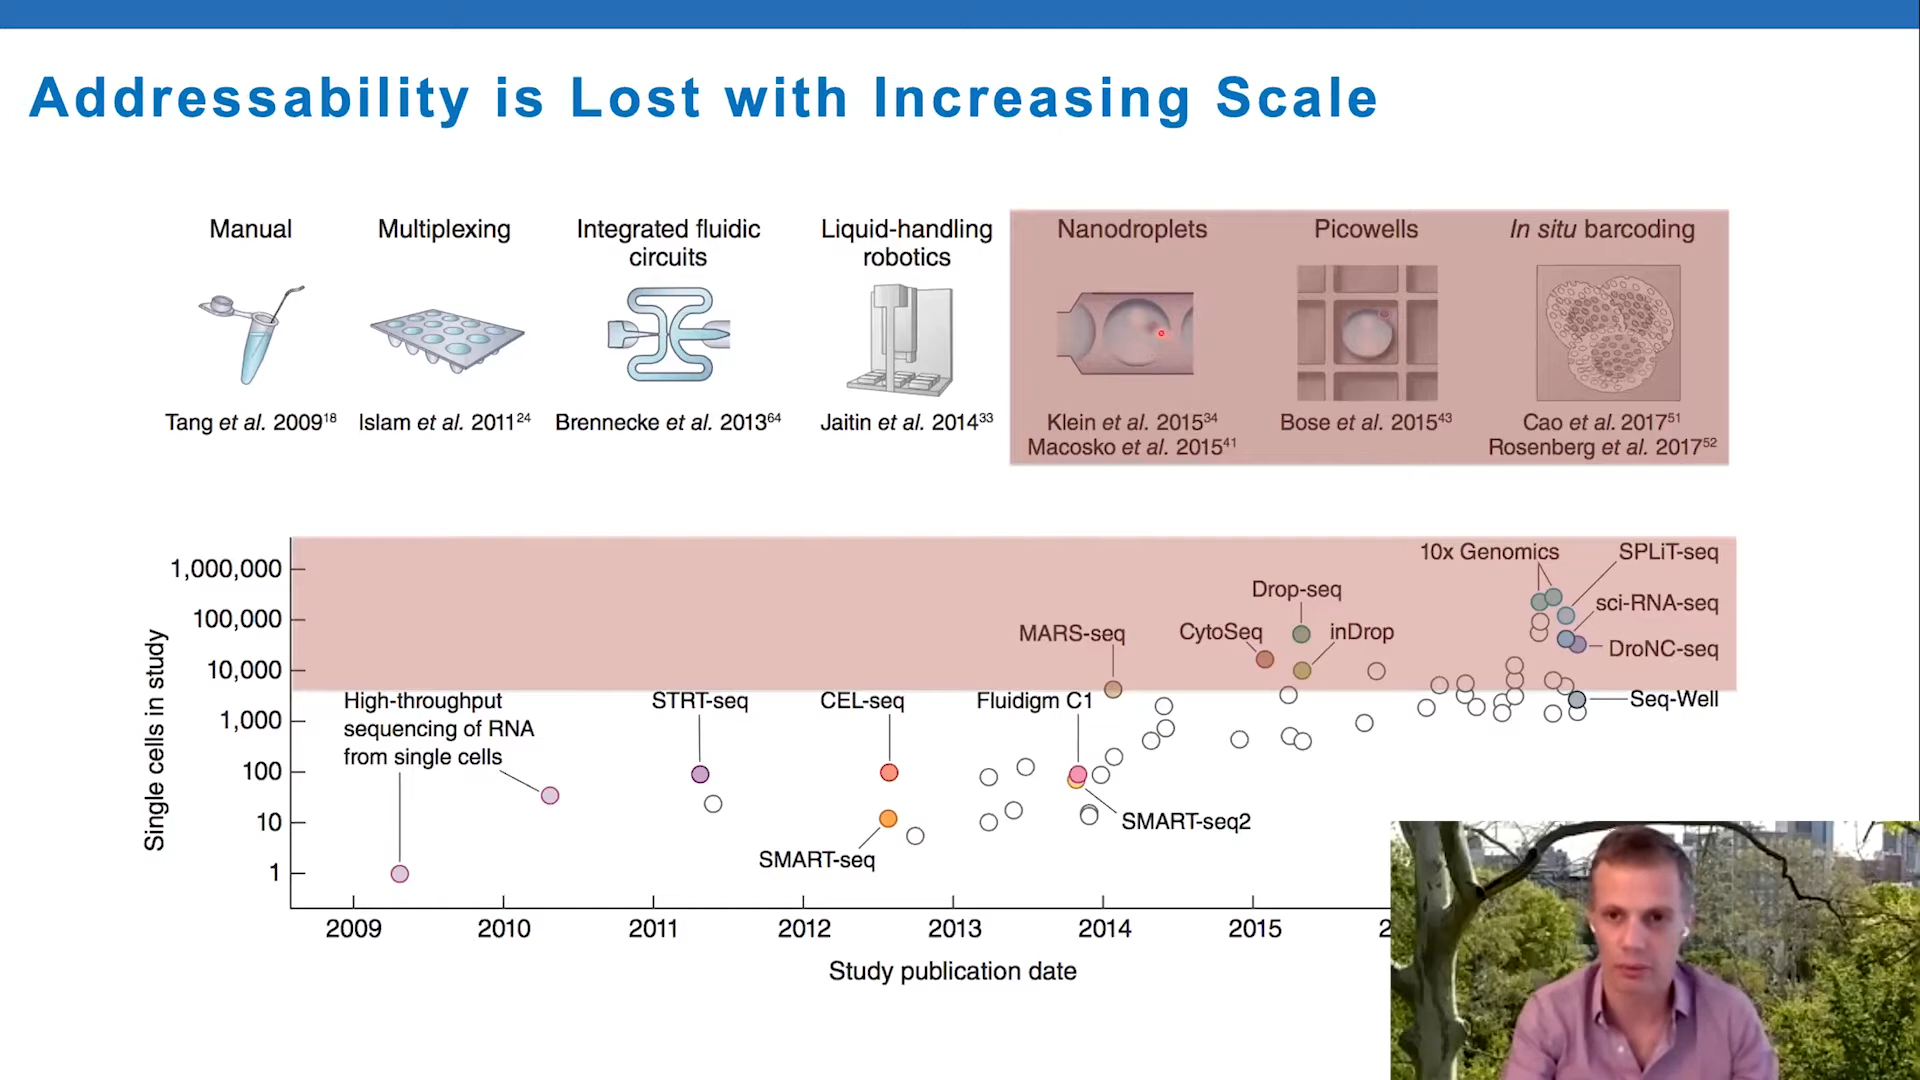 Addressability is Lost with Increasing Scale
Manual
Multiplexing
Integrated fluidic
circuits
Liquid-handling
robotics
Nanodroplets
Picowells
In situ barcoding
Tang et al. 2009¹⁸
Islam et al. 2011²⁴
Brennecke et al. 2013⁶⁴
Jaitin et al. 2014³³
Klein et al. 2015³⁴
Macosko et al. 2015⁴¹
Bose et al. 2015⁴³
Cao et al. 2017⁵¹
Rosenberg et al. 2017⁵²
Single cells in study
1,000,000
100,000
10,000
1,000
100
10
1
High-throughput
sequencing of RNA
from single cells
STRT-seq
CEL-seq
SMART-seq
Fluidigm C1
SMART-seq2
MARS-seq
CytoSeq
Drop-seq
inDrop
10x Genomics
SPLiT-seq
sci-RNA-seq
DroNC-seq
Seq-Well
2009
2010
2011
2012
2013
2014
2015
2
Study publication date